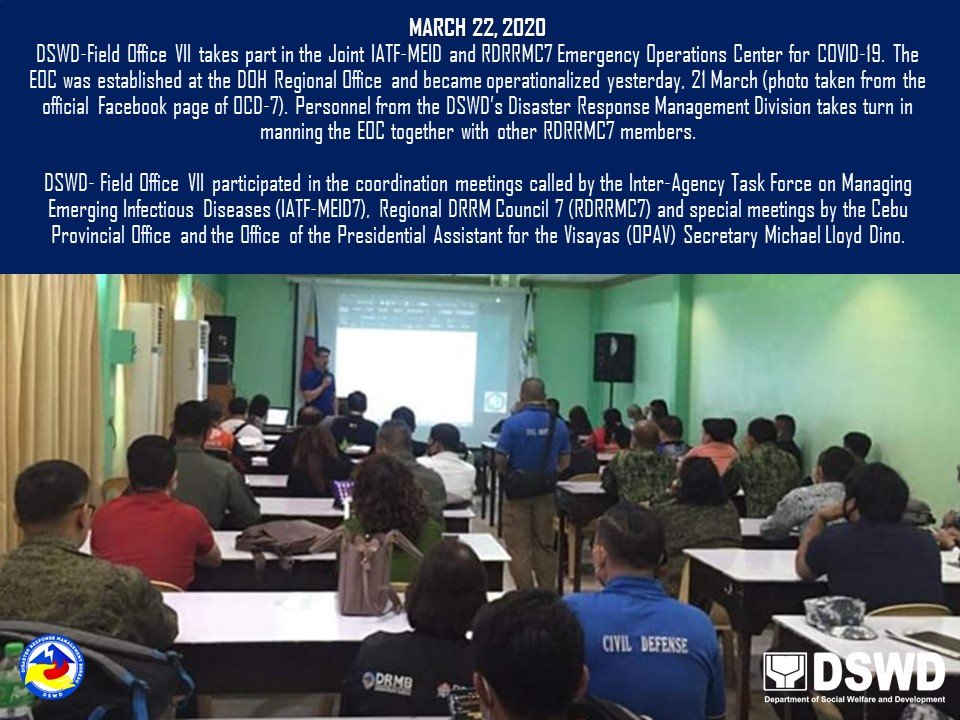 MARCH 22, 2020
DSWD-Field Office VII takes part in the Joint IATF-MEID and RDRRMC7 Emergency Operations Center for COVID-19. The
EOC was established at the DOH Regional Office and became operationalized yesterday, 21 March (photo taken from the
official Facebook page of OCD-7). Personnel from the DSWD's Disaster Response Management Division takes turn in
manning the EOC together with other RDRRMC7 members.
DSWD- Field Office VII participated in the coordination meetings called by the Inter-Agency Task Force on Managing
Emerging Infectious Diseases (IATF-MEID7), Regional DRRM Council 7 (RDRRMC7) and special meetings by the Cebu
Provincial Office and the Office of the Presidential Assistant for the Visayas (OPAV) Secretary Michael Lloyd Dino.
CIVIL DEFENSE
DRMB
DISASTER RESPONSE MANAGEMENT BUREAU
DSWD
DSWD
Department of Social Welfare and Development